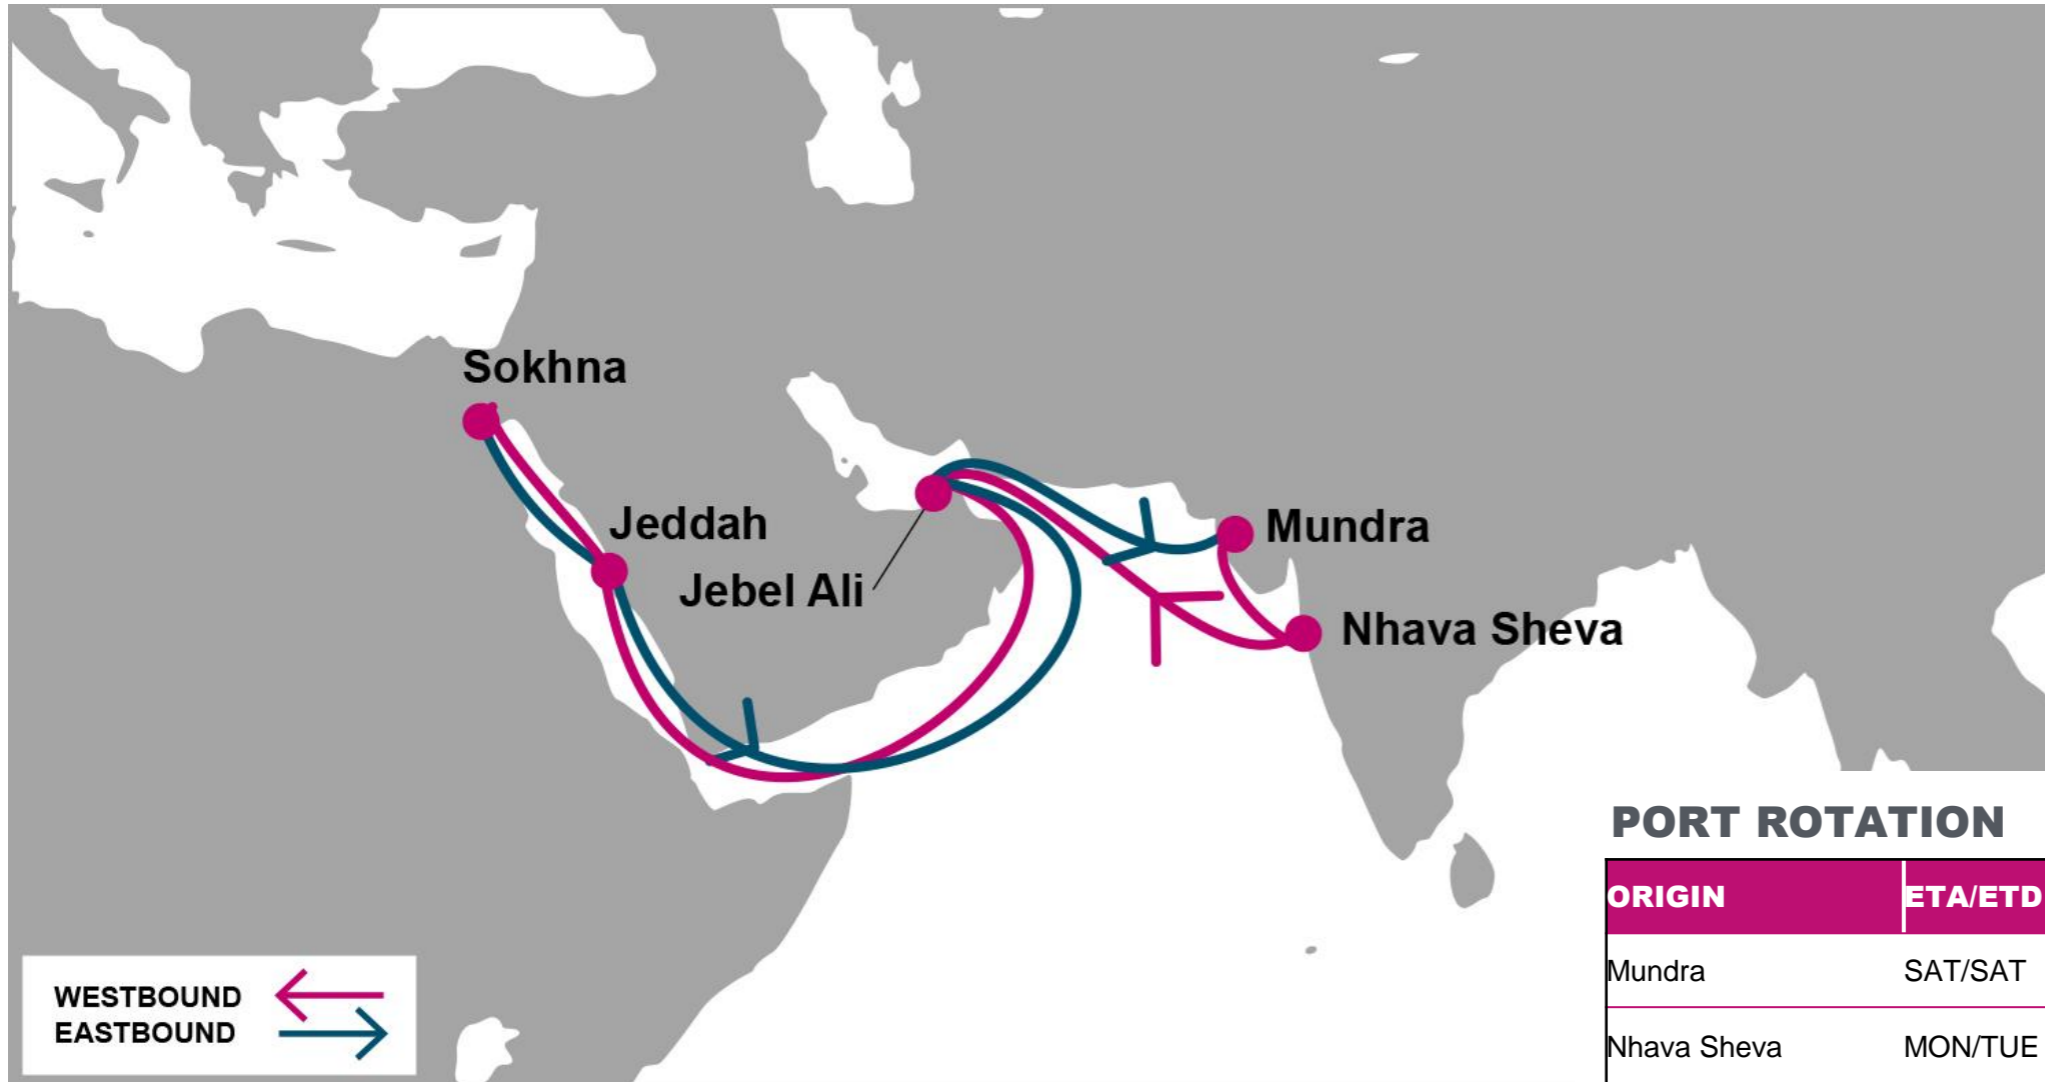 Sokhna
Jeddah
Jebel Ali
Mundra
Nhava Sheva
WESTBOUND
EASTBOUND
PORT ROTATION
ORIGIN ETA/ETD
Mundra SAT/SAT
Nhava Sheva MON/TUE